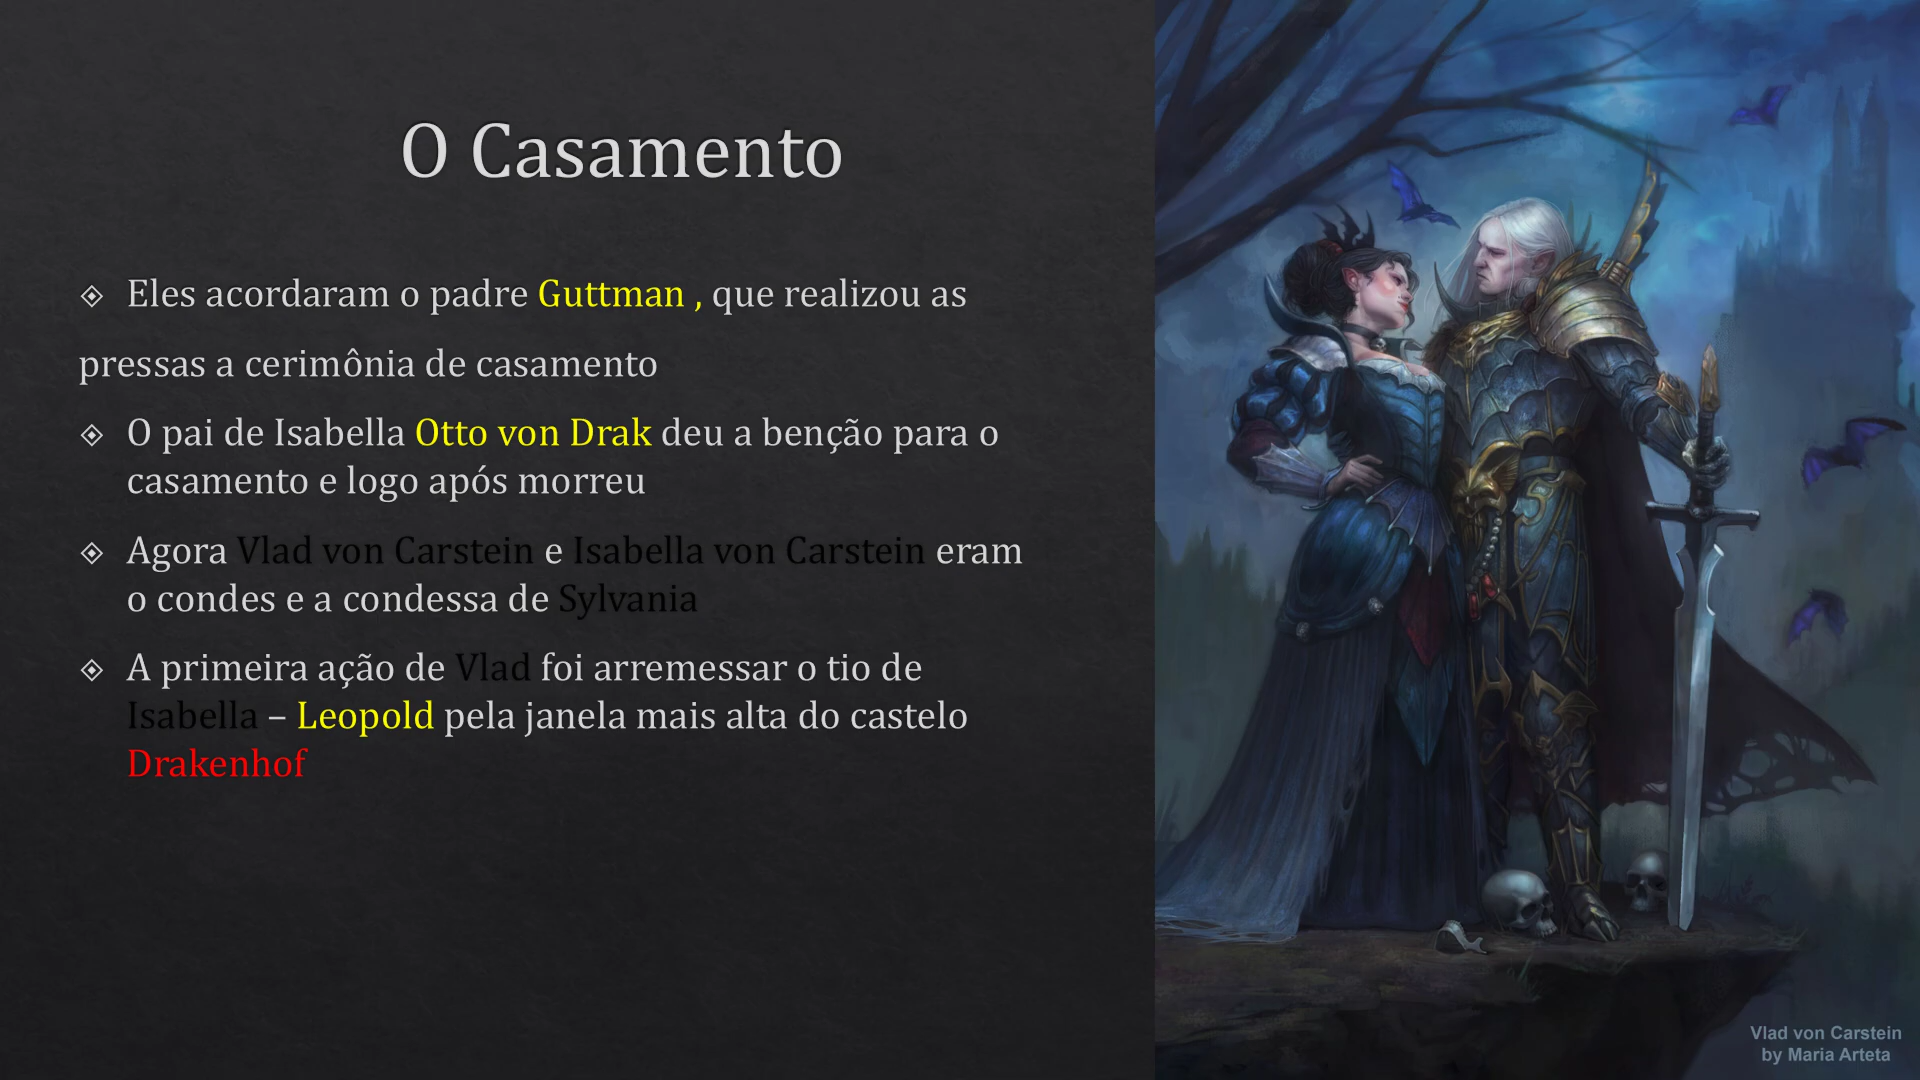 O Casamento
Eles acordaram o padre Guttman , que realizou as
pressas a cerimônia de casamento
O pai de Isabella Otto von Drak deu a benção para o
casamento e logo após morreu
Agora Vlad von Carstein e Isabella von Carstein eram
o condes e a condessa de Sylvania
A primeira ação de Vlad foi arremessar o tio de
Isabella – Leopold pela janela mais alta do castelo
Drakenhof
Vlad von Carstein
by Maria Arteta